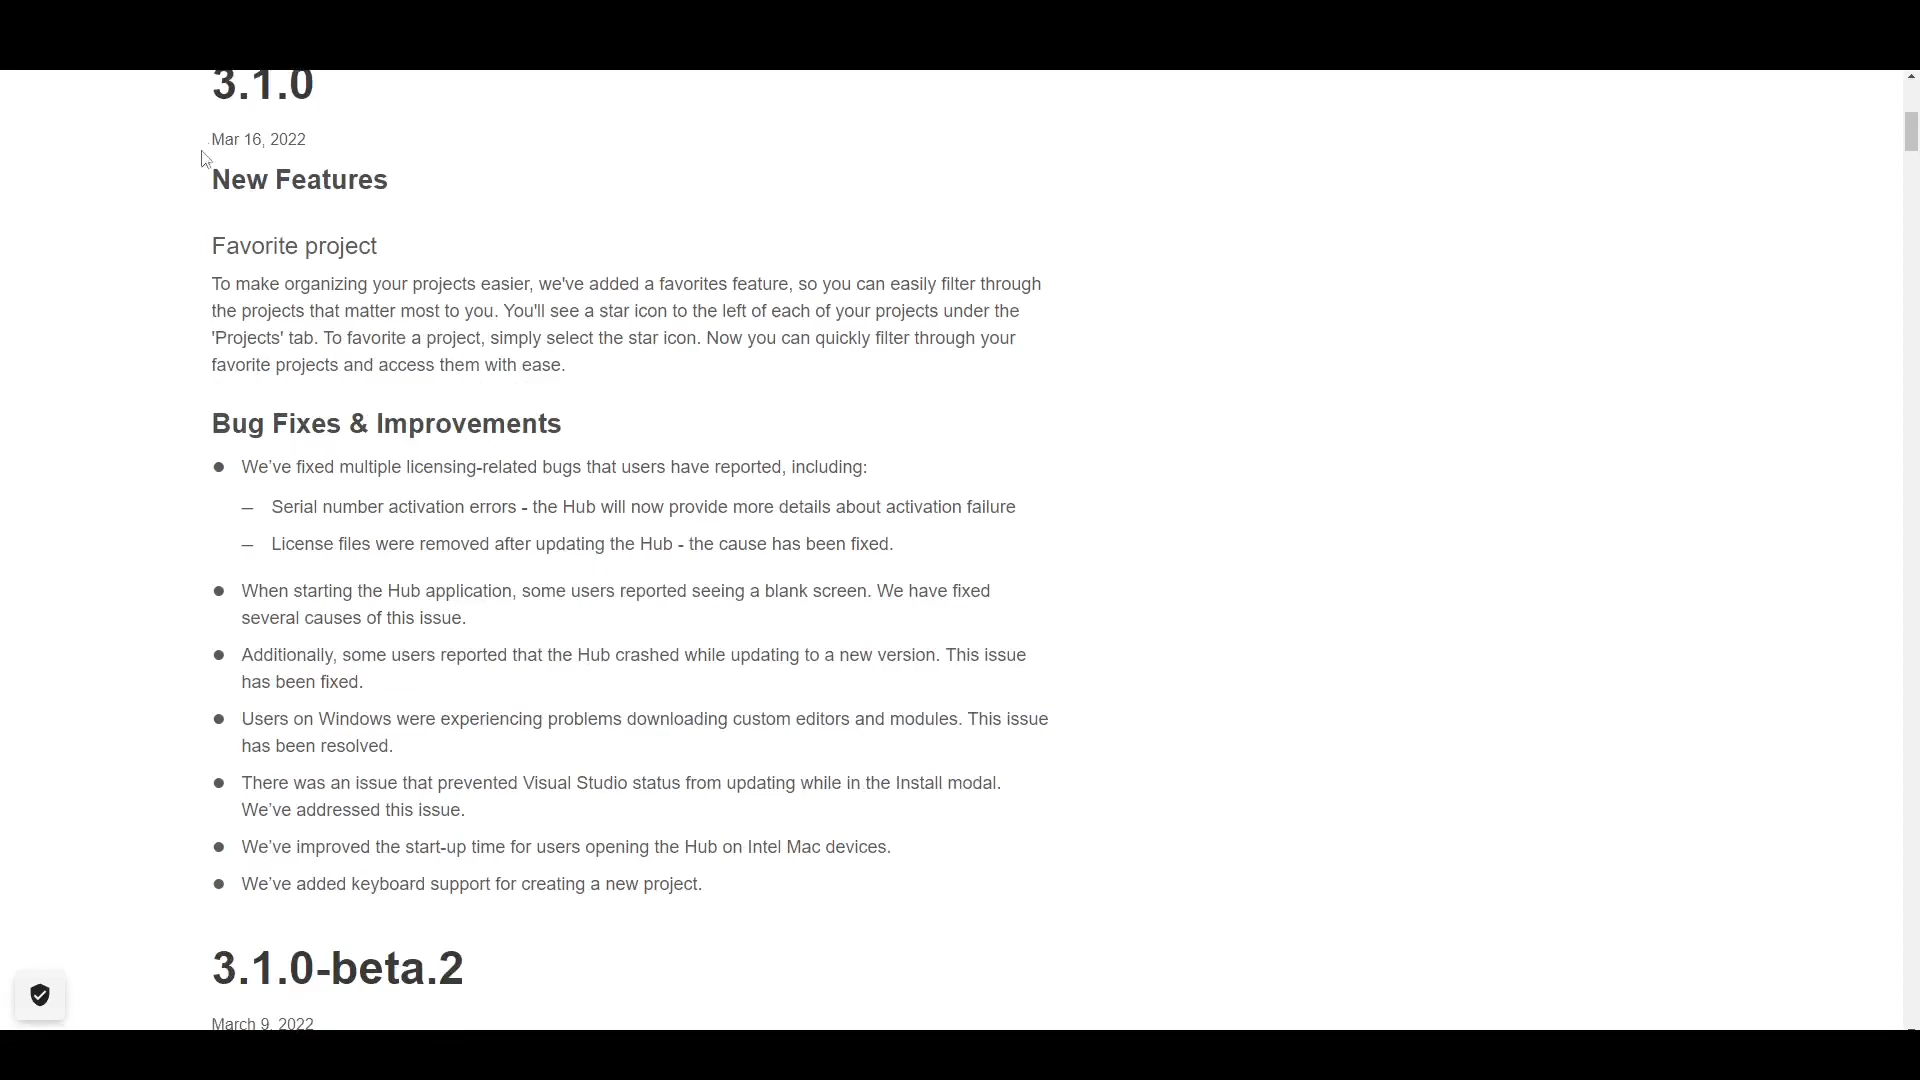 3.1.0
Mar 16, 2022
New Features
Favorite project
To make organizing your projects easier, we've added a favorites feature, so you can easily filter through
the projects that matter most to you. You'll see a star icon to the left of each of your projects under the
'Projects' tab. To favorite a project, simply select the star icon. Now you can quickly filter through your
favorite projects and access them with ease.
Bug Fixes & Improvements
● We’ve fixed multiple licensing-related bugs that users have reported, including:
– Serial number activation errors - the Hub will now provide more details about activation failure
– License files were removed after updating the Hub - the cause has been fixed.
● When starting the Hub application, some users reported seeing a blank screen. We have fixed
several causes of this issue.
● Additionally, some users reported that the Hub crashed while updating to a new version. This issue
has been fixed.
● Users on Windows were experiencing problems downloading custom editors and modules. This issue
has been resolved.
● There was an issue that prevented Visual Studio status from updating while in the Install modal.
We’ve addressed this issue.
● We’ve improved the start-up time for users opening the Hub on Intel Mac devices.
● We’ve added keyboard support for creating a new project.
3.1.0-beta.2
March 9, 2022